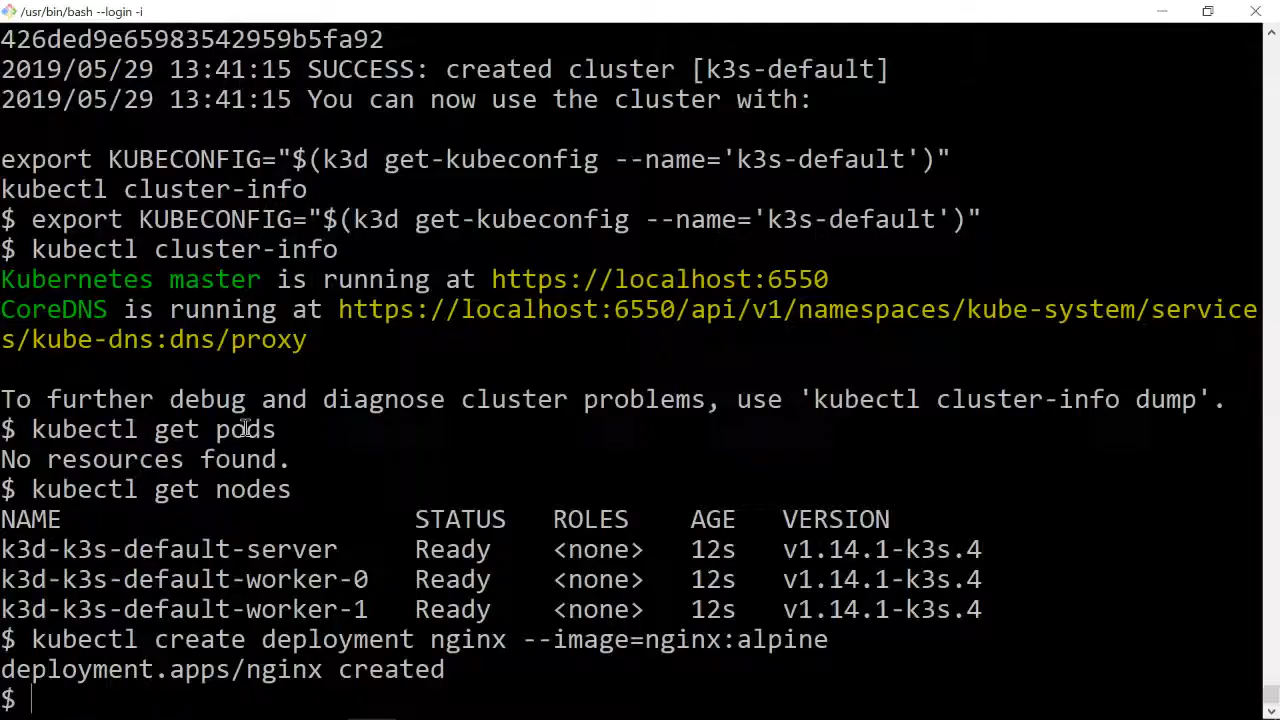 /usr/bin/bash --login -i
426ded9e65983542959b5fa92
2019/05/29 13:41:15 SUCCESS: created cluster [k3s-default]
2019/05/29 13:41:15 You can now use the cluster with:
export KUBECONFIG="$(k3d get-kubeconfig --name='k3s-default')"
kubectl cluster-info
$ export KUBECONFIG="$(k3d get-kubeconfig --name='k3s-default')"
$ kubectl cluster-info
Kubernetes master is running at https://localhost:6550
CoreDNS is running at https://localhost:6550/api/v1/namespaces/kube-system/service
s/kube-dns:dns/proxy
To further debug and diagnose cluster problems, use 'kubectl cluster-info dump'.
$ kubectl get pods
No resources found.
$ kubectl get nodes
NAME STATUS ROLES AGE VERSION
k3d-k3s-default-server Ready <none> 12s v1.14.1-k3s.4
k3d-k3s-default-worker-0 Ready <none> 12s v1.14.1-k3s.4
k3d-k3s-default-worker-1 Ready <none> 12s v1.14.1-k3s.4
$ kubectl create deployment nginx --image=nginx:alpine
deployment.apps/nginx created
$